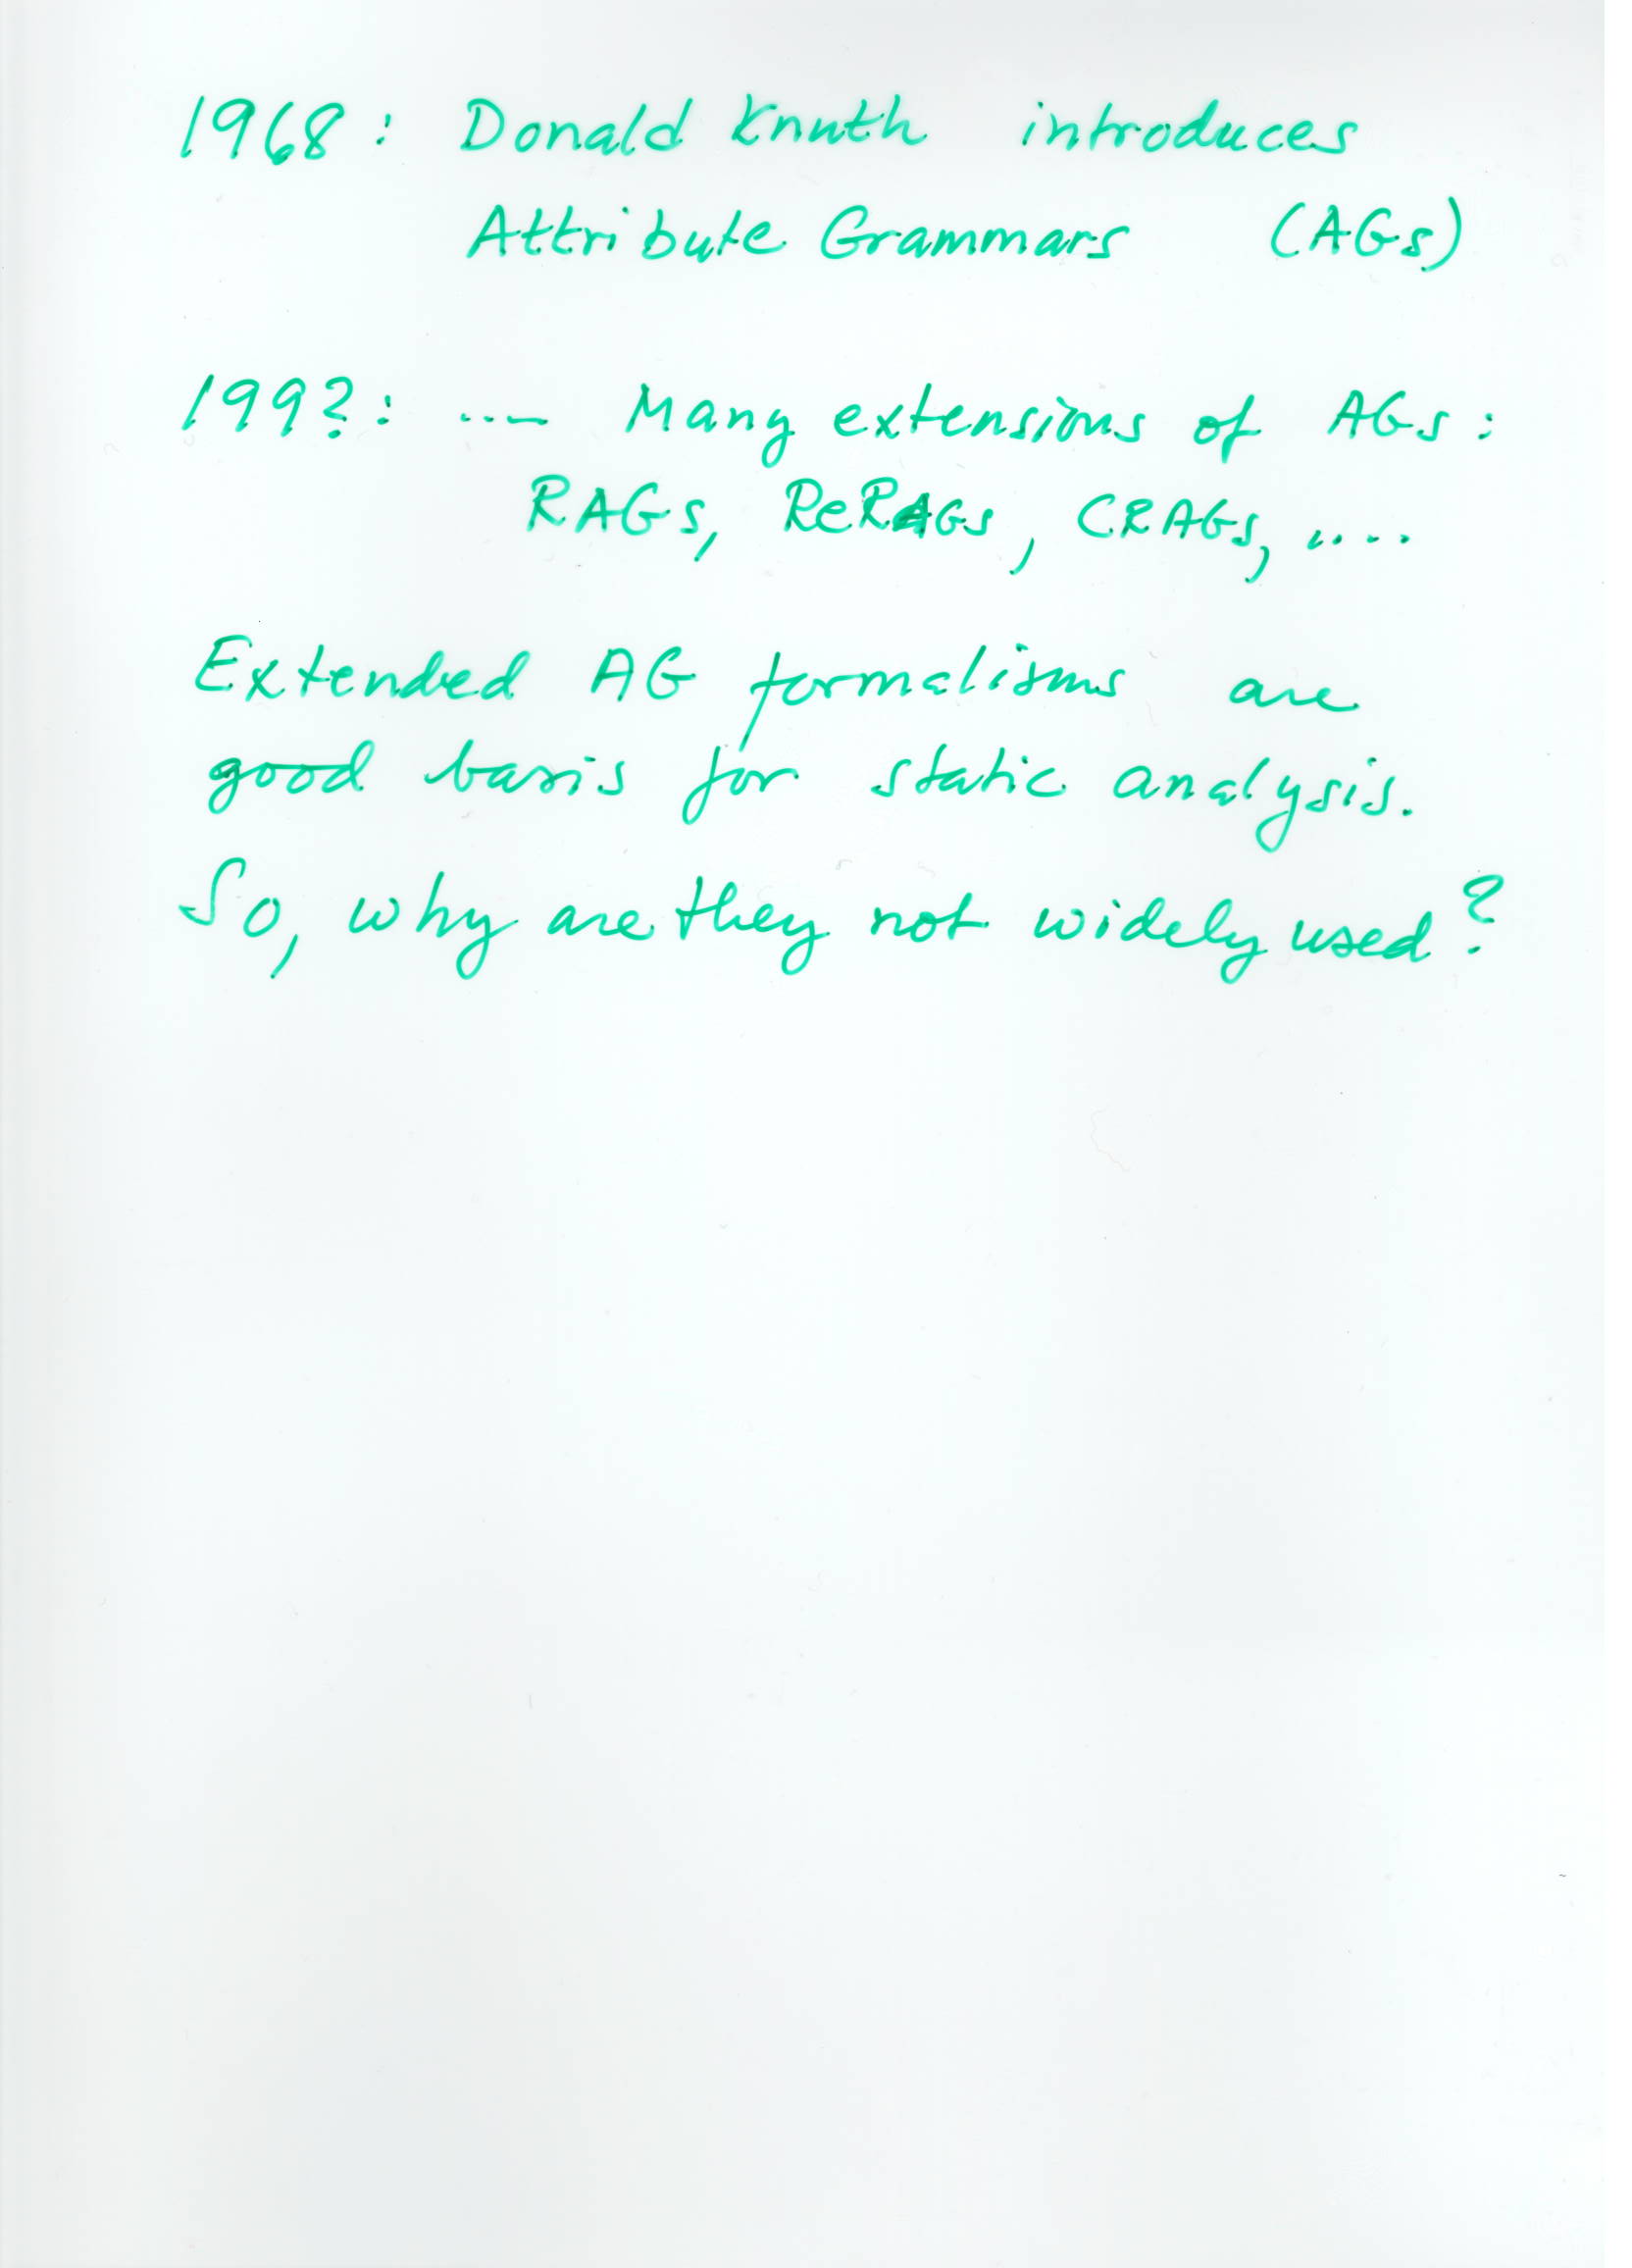 1968: Donald Knuth introduces
Attribute Grammars (AGs)
199?: .... Many extensions of AGs:
RAGs, ReRAGs, CRAGs, ....
Extended AG formalisms are
good basis for static analysis.
So, why are they not widely used?